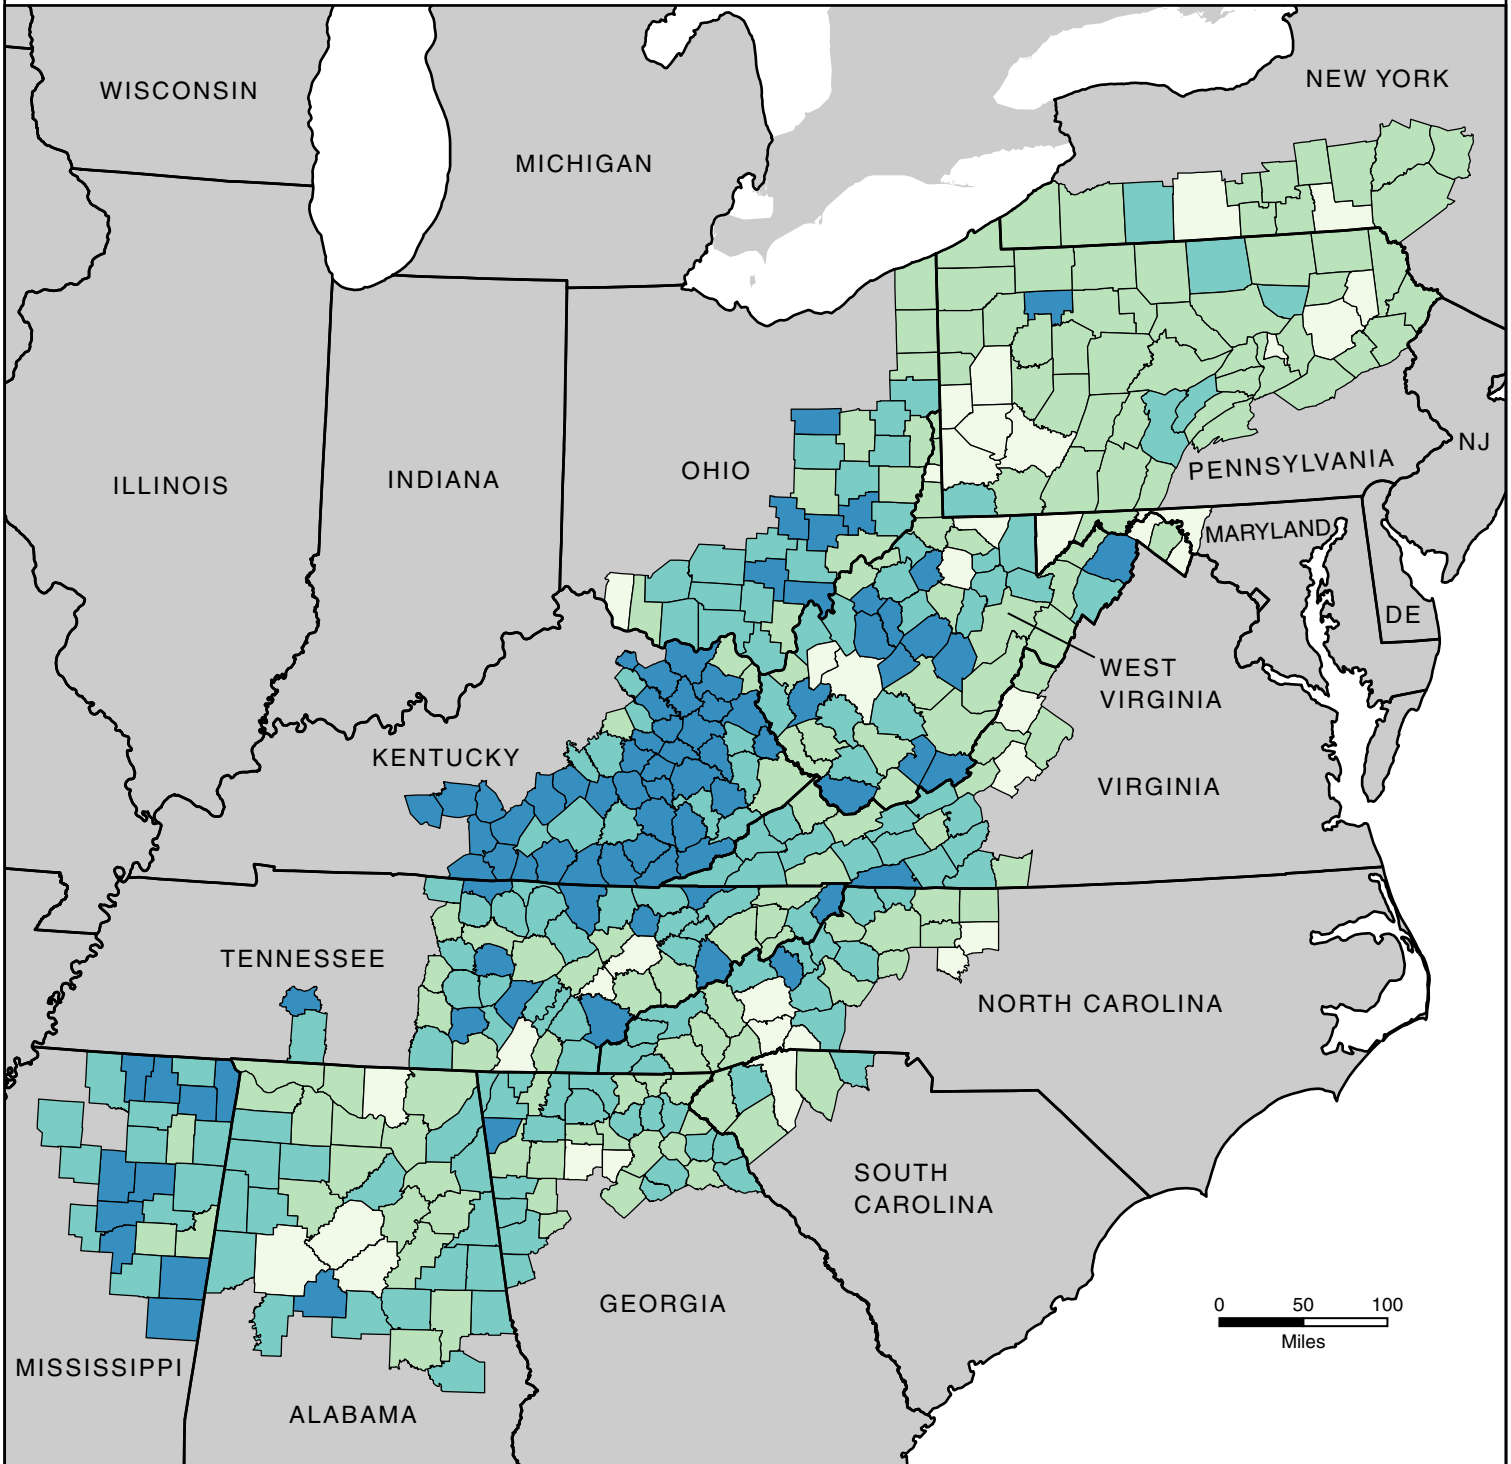 WISCONSIN
NEW YORK
MICHIGAN
ILLINOIS
INDIANA
OHIO
PENNSYLVANIA
NJ
MARYLAND
DE
WEST
VIRGINIA
KENTUCKY
VIRGINIA
TENNESSEE
NORTH CAROLINA
SOUTH
CAROLINA
GEORGIA
0 50 100
Miles
MISSISSIPPI
ALABAMA